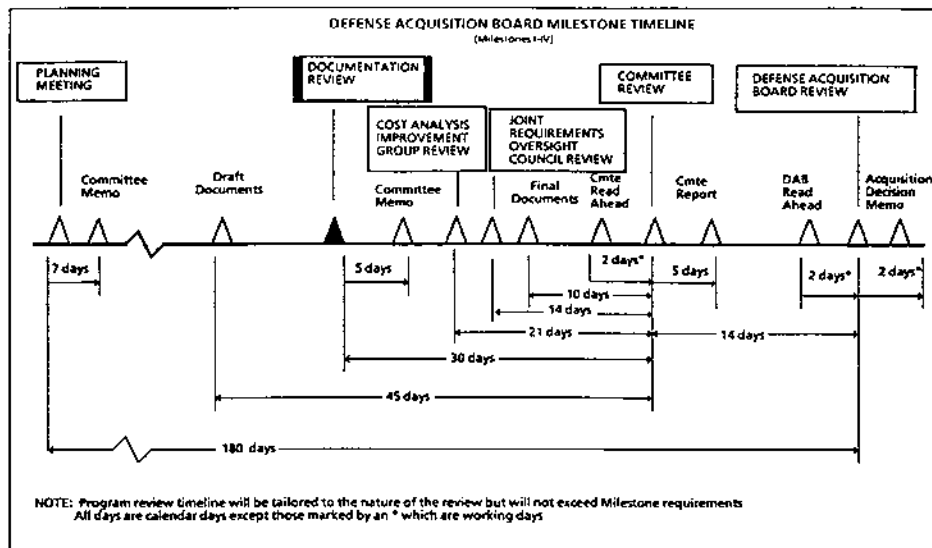 DEFENSE ACQUISITION BOARD MILESTONE TIMELINE
(Milestones I-IV)
PLANNING
MEETING
DOCUMENTATION
REVIEW
COMMITTEE
REVIEW
DEFENSE ACQUISITION
BOARD REVIEW
COST ANALYSIS
IMPROVEMENT
GROUP REVIEW
JOINT
REQUIREMENTS
OVERSIGHT
COUNCIL REVIEW
Committee
Memo
Draft
Documents
Committee
Memo
Final
Documents
Cmte
Read
Ahead
Cmte
Report
DAB
Read
Ahead
Acquisition
Decision
Memo
7 days
5 days
2 days*
5 days
2 days*
2 days*
10 days
14 days
21 days
14 days
30 days
45 days
180 days
NOTE: Program review timeline will be tailored to the nature of the review but will not exceed Milestone requirements
All days are calendar days except those marked by an * which are working days